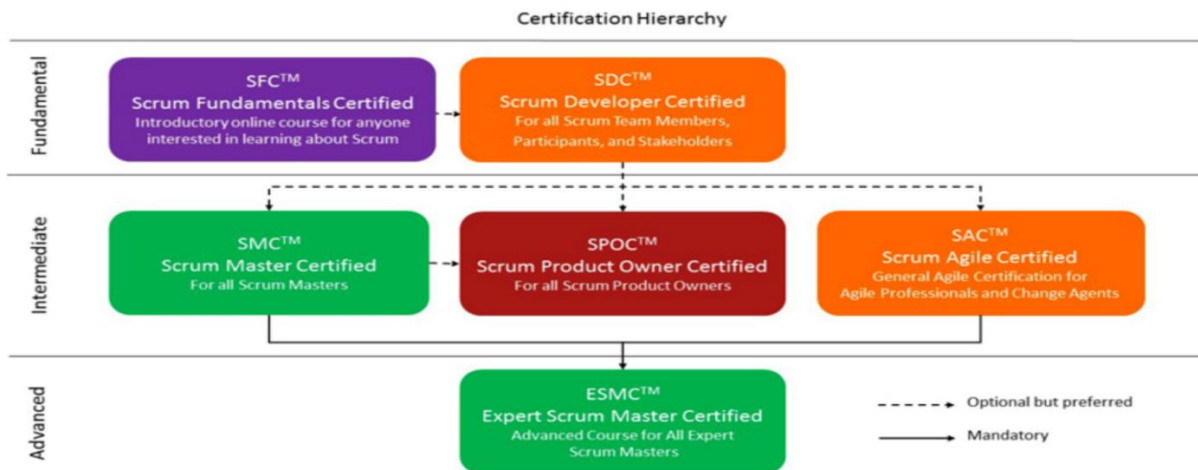 Certification Hierarchy
Fundamental
SFC™
Scrum Fundamentals Certified
Introductory online course for anyone
interested in learning about Scrum
SDC™
Scrum Developer Certified
For all Scrum Team Members,
Participants, and Stakeholders
Intermediate
SMC™
Scrum Master Certified
For all Scrum Masters
SPOC™
Scrum Product Owner Certified
For all Scrum Product Owners
SAC™
Scrum Agile Certified
General Agile Certification for
Agile Professionals and Change Agents
Advanced
ESMC™
Expert Scrum Master Certified
Advanced Course for All Expert
Scrum Masters
Optional but preferred
Mandatory